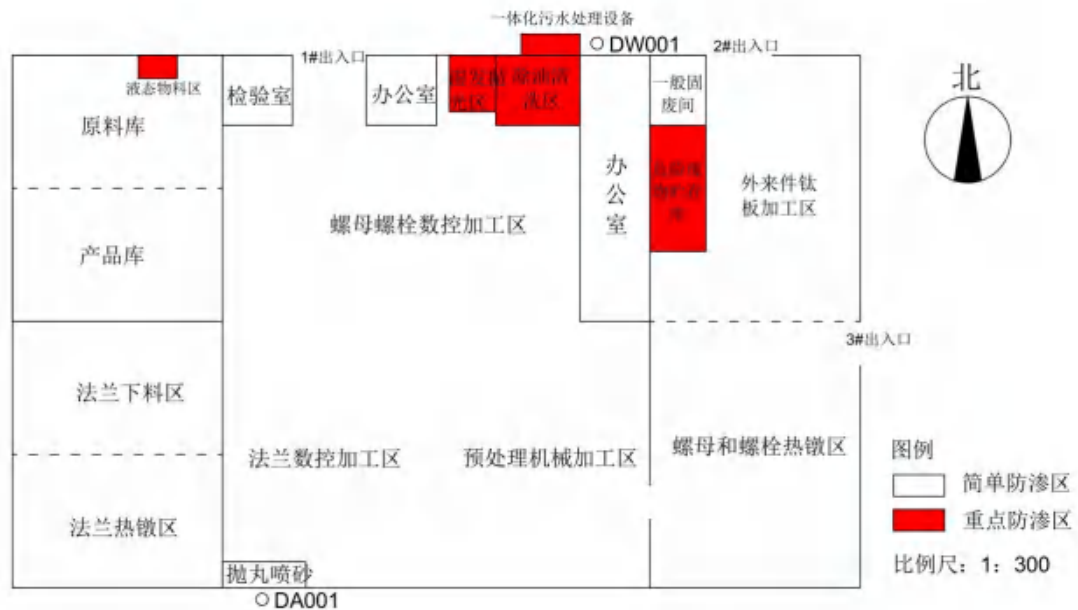 一体化污水处理设备
DW001
1#出入口
2#出入口
液态物料区
检验室
办公室
除油清
洗区
一般固
废间
北
原料库
办
公
室
外来件钛
板加工区
螺母螺栓数控加工区
产品库
3#出入口
法兰下料区
法兰数控加工区
预处理机械加工区
螺母和螺栓热镦区
图例
简单防渗区
重点防渗区
法兰热镦区
比例尺：1：300
抛丸喷砂
DA001